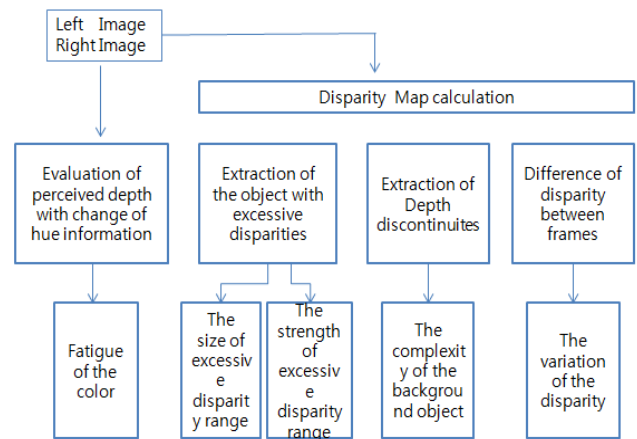 Left Image
Right Image
Disparity Map calculation
Evaluation of
perceived depth
with change of
hue information
Extraction of
the object with
excessive
disparities
Extraction of
Depth
discontinuites
Difference of
disparity
between
frames
Fatigue
of the
color
The
size of
excessiv
e
disparit
y range
The
strength
of
excessiv
e
disparity
range
The
complexit
y of the
backgrou
nd object
The
variation
of the
disparity